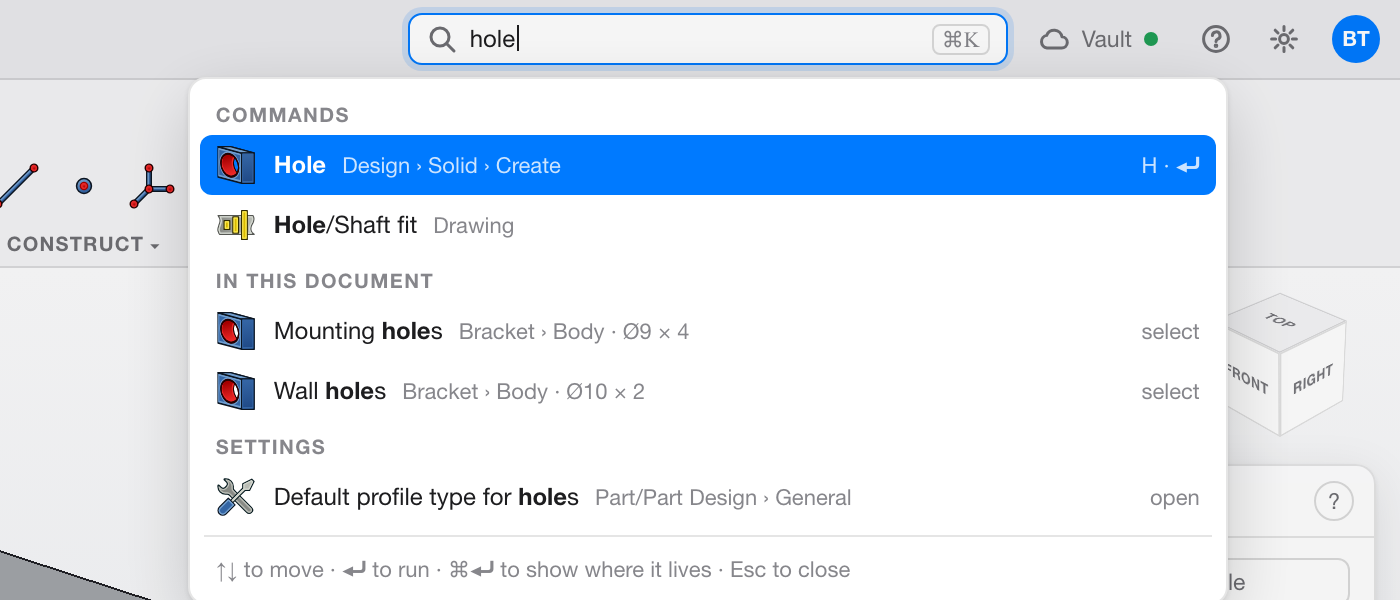 hole ⌘K Vault BT
COMMANDS
Hole Design › Solid › Create H · ↵
Hole/Shaft fit Drawing
CONSTRUCT
IN THIS DOCUMENT
Mounting holes Bracket › Body · Ø9 × 4 select
Wall holes Bracket › Body · Ø10 × 2 select
SETTINGS
Default profile type for holes Part/Part Design › General open
↑↓ to move · ↵ to run · ⌘↵ to show where it lives · Esc to close
TOP
FRONT RIGHT
?
le